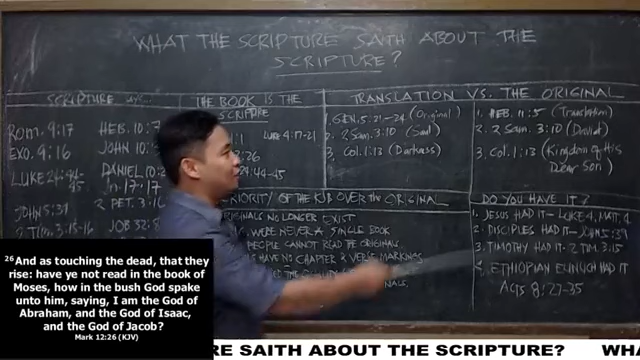 WHAT THE SCRIPTURE SAITH ABOUT THE
SCRIPTURE?
SCRIPTURE
Rom. 9:17
EXO. 9:16
LUKE 24:44-
45
JOHN 5:39
2 TIM. 3:15-16
HEB. 10:7
JOHN 10:
DANIEL 10:
Jn. 17:17
2 PET. 3:15-16
JOB 32:8
THE BOOK IS THE
SCRIPTURE
LUKE 4:17-21
24:44-45
TRANSLATION VS. THE ORIGINAL
1. GEN. 5:21-24 (Original)
2. 2 Sam. 3:10 (Saul)
3. Col. 1:13 (Darkness)
1. HEB. 11:5 (Translation)
2. 2 Sam. 3:10 (David)
3. Col. 1:13 (Kingdom of His
Dear Son)
PRIORITY OF THE KJB OVER THE ORIGINAL
ORIGINALS NO LONGER EXIST
WERE NEVER A SINGLE BOOK
PEOPLE CANNOT READ THE ORIGINALS.
HAVE NO CHAPTER & VERSE MARKINGS
DO YOU HAVE IT?
1. JESUS HAD IT - LUKE 4, MATT. 4
2. DISCIPLES HAD IT - JOHN 5:39
3. TIMOTHY HAD IT - 2 TIM. 3:15
4. ETHIOPIAN EUNUCH HAD IT
ACTS 8:27-35
26 And as touching the dead, that they
rise: have ye not read in the book of
Moses, how in the bush God spake
unto him, saying, I am the God of
Abraham, and the God of Isaac,
and the God of Jacob?
Mark 12:26 (KJV)
RE SAITH ABOUT THE SCRIPTURE? WHA